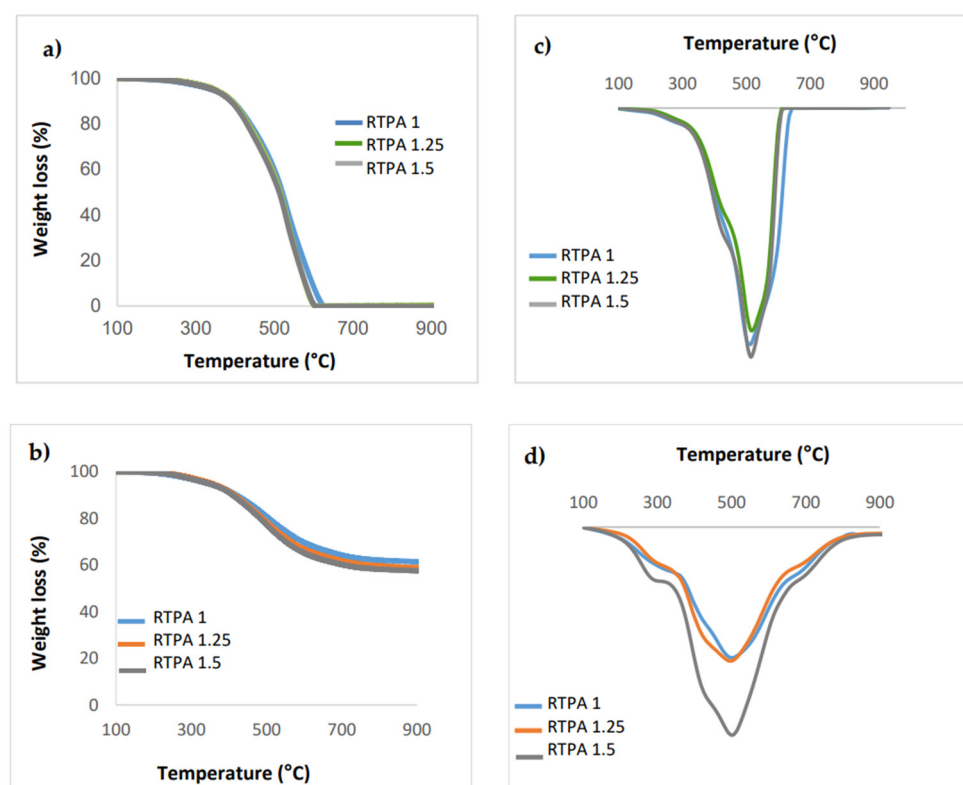 a)
100
80
60
40
20
0
Weight loss (%)
RTPA 1
RTPA 1.25
RTPA 1.5
100 300 500 700 900
Temperature (°C)
c)
Temperature (°C)
100 300 500 700 900
RTPA 1
RTPA 1.25
RTPA 1.5
b)
100
80
60
40
20
0
Weight loss (%)
RTPA 1
RTPA 1.25
RTPA 1.5
100 300 500 700 900
Temperature (°C)
d)
Temperature (°C)
100 300 500 700 900
RTPA 1
RTPA 1.25
RTPA 1.5